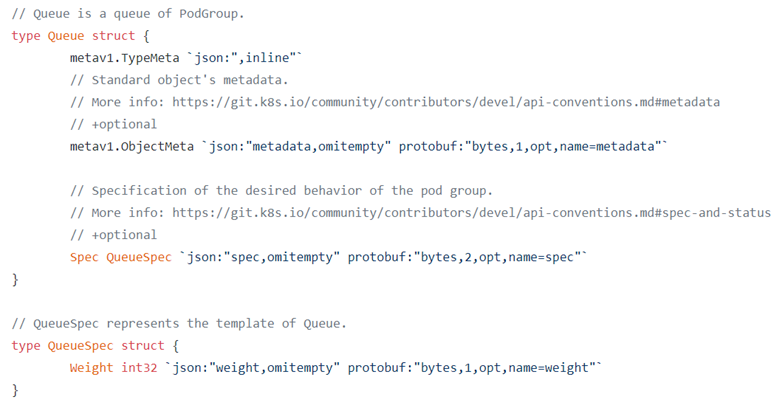 // Queue is a queue of PodGroup.
type Queue struct {
        metav1.TypeMeta `json:",inline"`
        // Standard object's metadata.
        // More info: https://git.k8s.io/community/contributors/devel/api-conventions.md#metadata
        // +optional
        metav1.ObjectMeta `json:"metadata,omitempty" protobuf:"bytes,1,opt,name=metadata"`

        // Specification of the desired behavior of the pod group.
        // More info: https://git.k8s.io/community/contributors/devel/api-conventions.md#spec-and-status
        // +optional
        Spec QueueSpec `json:"spec,omitempty" protobuf:"bytes,2,opt,name=spec"`
}

// QueueSpec represents the template of Queue.
type QueueSpec struct {
        Weight int32 `json:"weight,omitempty" protobuf:"bytes,1,opt,name=weight"`
}